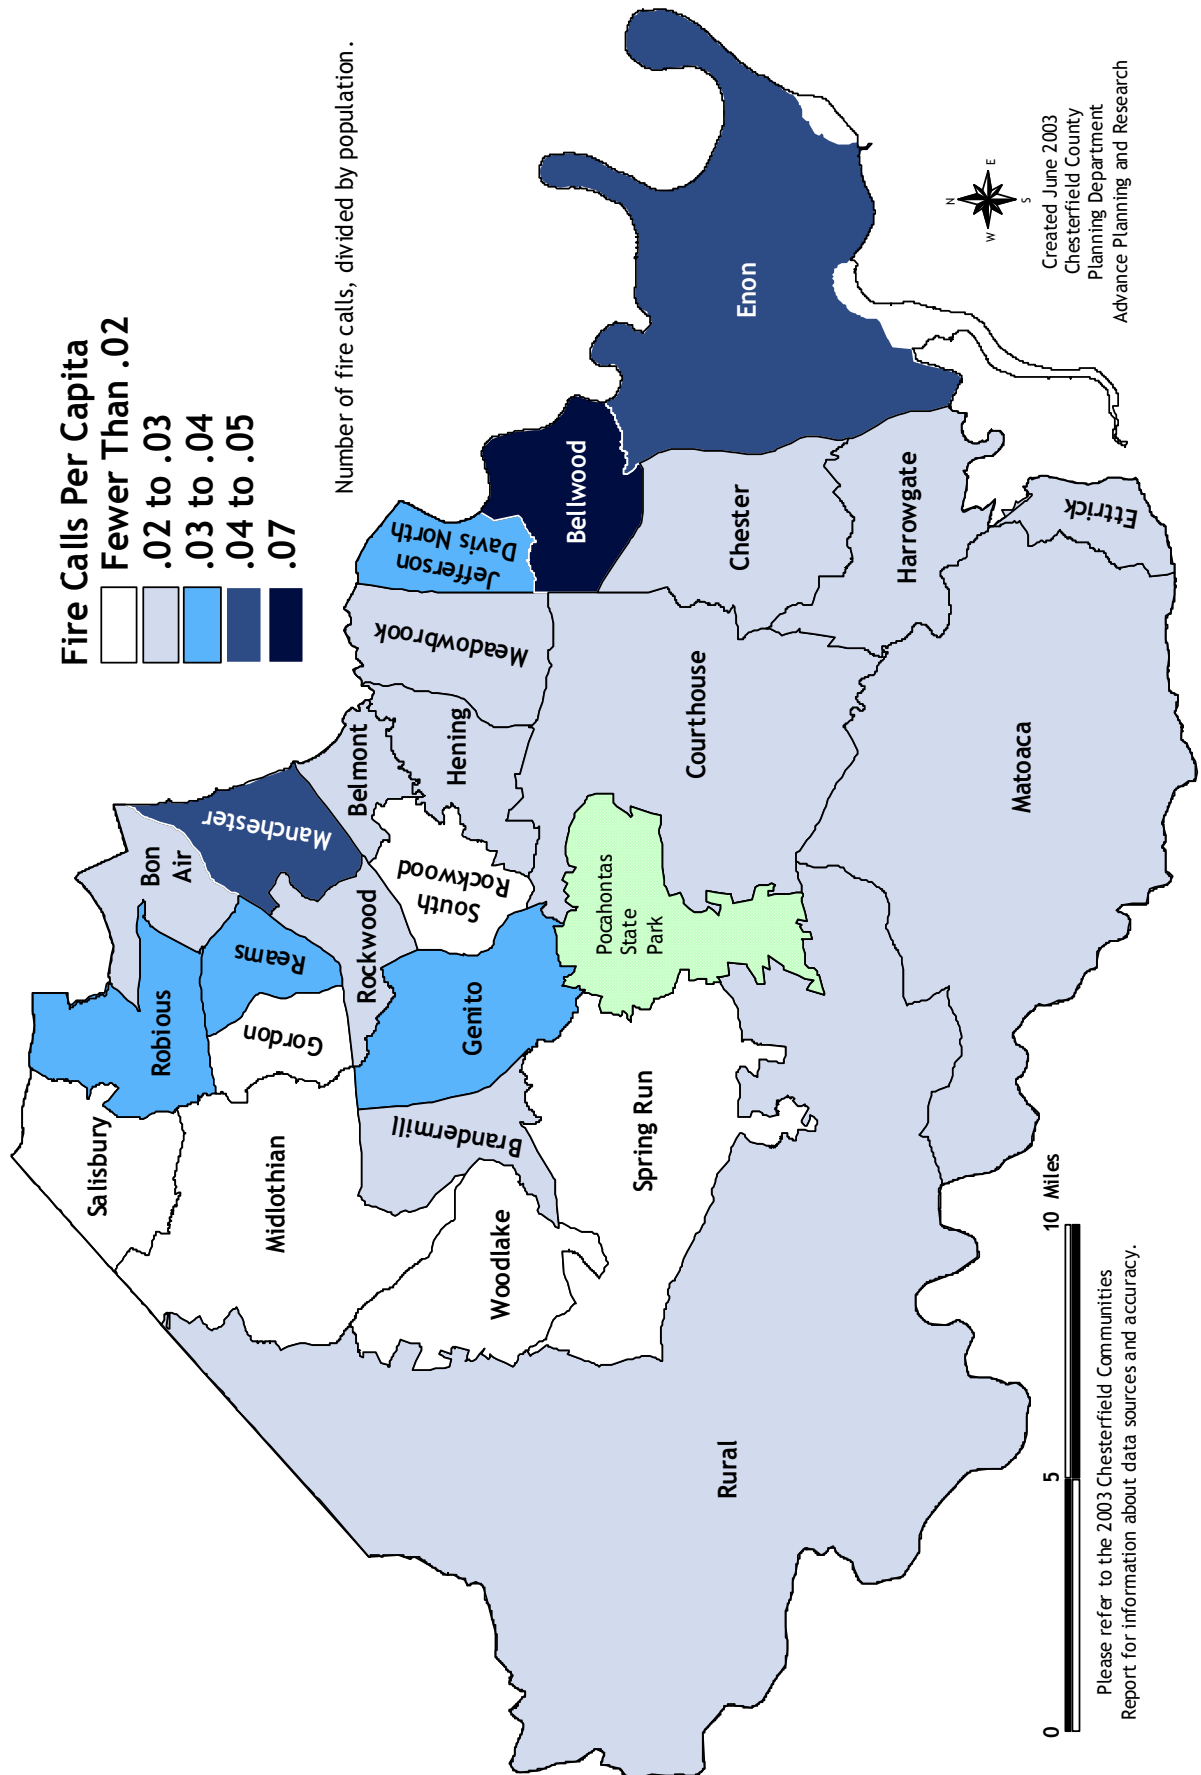 Fire Calls Per Capita
Fewer Than .02
.02 to .03
.03 to .04
.04 to .05
.07
Number of fire calls, divided by population.
Salisbury
Robious
Bon
Air
Midlothian
Gordon
Reams
Manchester
Rockwood
Belmont
Brandermill
Genito
South
Rockwood
Hening
Meadowbrook
Jefferson
Davis North
Woodlake
Bellwood
Spring Run
Pocahontas
State
Park
Courthouse
Chester
Enon
Rural
Harrowgate
Matoaca
Ettrick
N
W
E
S
Created June 2003
Chesterfield County
Planning Department
Advance Planning and Research
0
5
10 Miles
Please refer to the 2003 Chesterfield Communities
Report for information about data sources and accuracy.